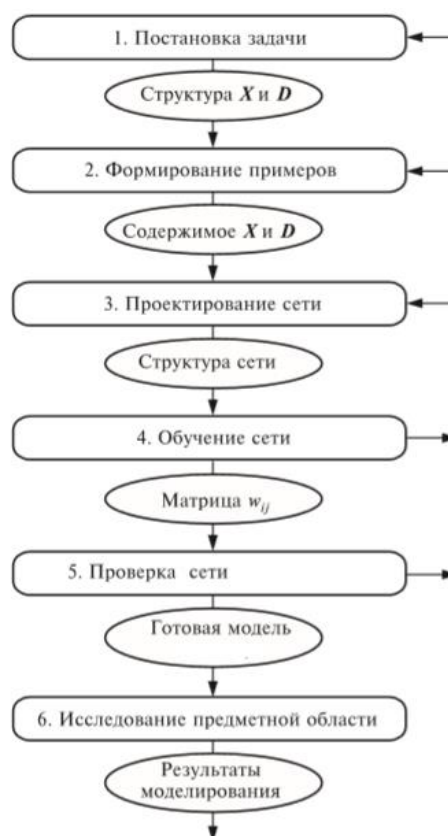 1. Постановка задачи
Структура X и D
2. Формирование примеров
Содержимое X и D
3. Проектирование сети
Структура сети
4. Обучение сети
Матрица w_ij
5. Проверка сети
Готовая модель
6. Исследование предметной области
Результаты
моделирования